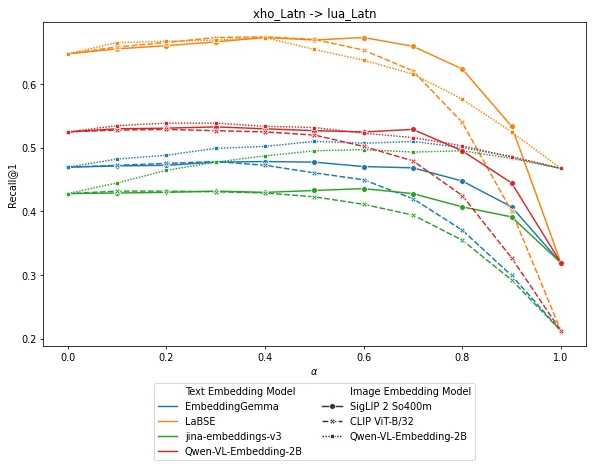 xho_Latn -> lua_Latn
Recall@1
0.6
0.5
0.4
0.3
0.2
0.0 0.2 0.4 0.6 0.8 1.0
α
Text Embedding Model Image Embedding Model
EmbeddingGemma SigLIP 2 So400m
LaBSE CLIP ViT-B/32
jina-embeddings-v3 Qwen-VL-Embedding-2B
Qwen-VL-Embedding-2B